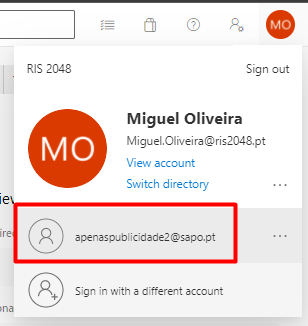 MO
RIS 2048
Sign out
MO
Miguel Oliveira
Miguel.Oliveira@ris2048.pt
View account
Switch directory
...
apenaspublicidade2@sapo.pt
...
Sign in with a different account